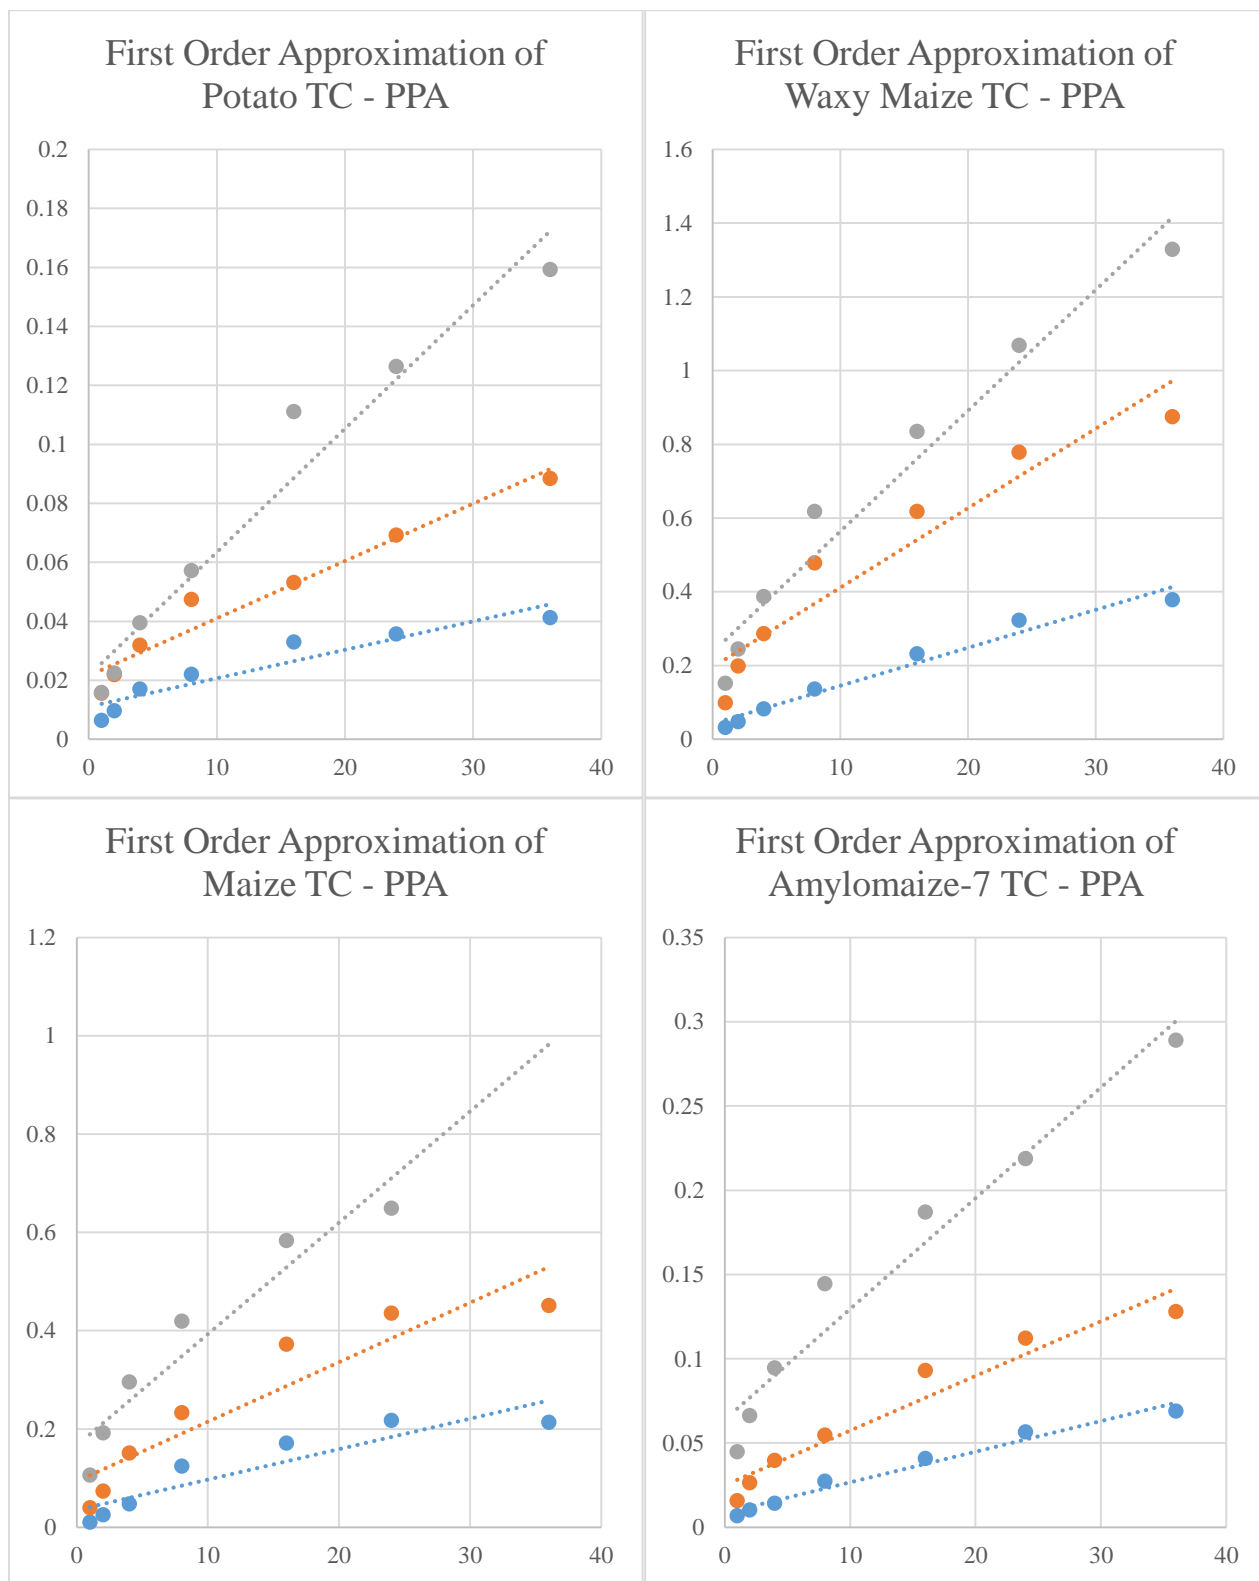 First Order Approximation of
Potato TC - PPA
0.2
0.18
0.16
0.14
0.12
0.1
0.08
0.06
0.04
0.02
0
0 10 20 30 40
First Order Approximation of
Waxy Maize TC - PPA
1.6
1.4
1.2
1
0.8
0.6
0.4
0.2
0
0 10 20 30 40
First Order Approximation of
Maize TC - PPA
1.2
1
0.8
0.6
0.4
0.2
0
0 10 20 30 40
First Order Approximation of
Amylomaize-7 TC - PPA
0.35
0.3
0.25
0.2
0.15
0.1
0.05
0
0 10 20 30 40